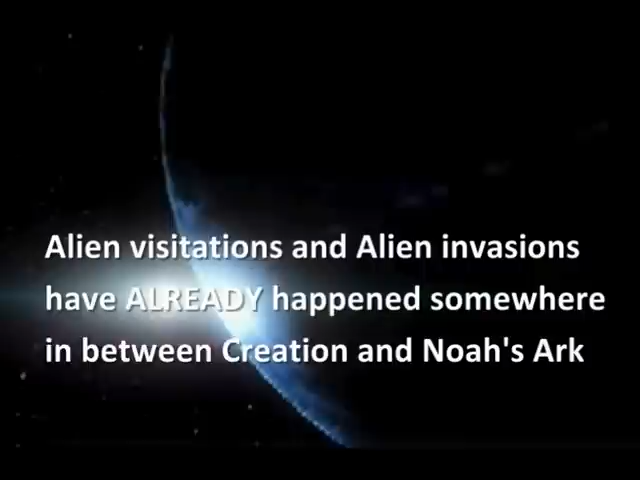 Alien visitations and Alien invasions
have ALREADY happened somewhere
in between Creation and Noah's Ark